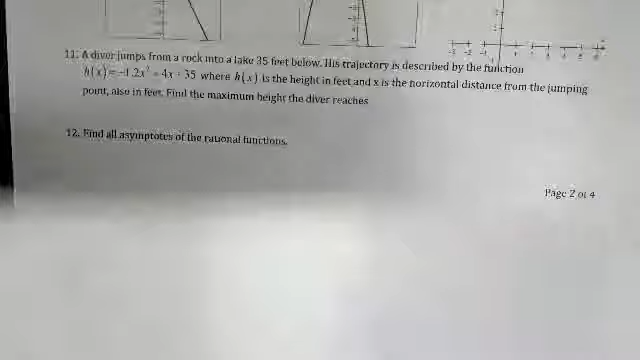 11. A diver jumps from a rock into a lake 35 feet below. His trajectory is described by the function
h(x) = -1.2x² + 4x + 35 where h(x) is the height in feet and x is the horizontal distance from the jumping
point, also in feet. Find the maximum height the diver reaches
12. Find all asymptotes of the rational functions.
Page 2 of 4